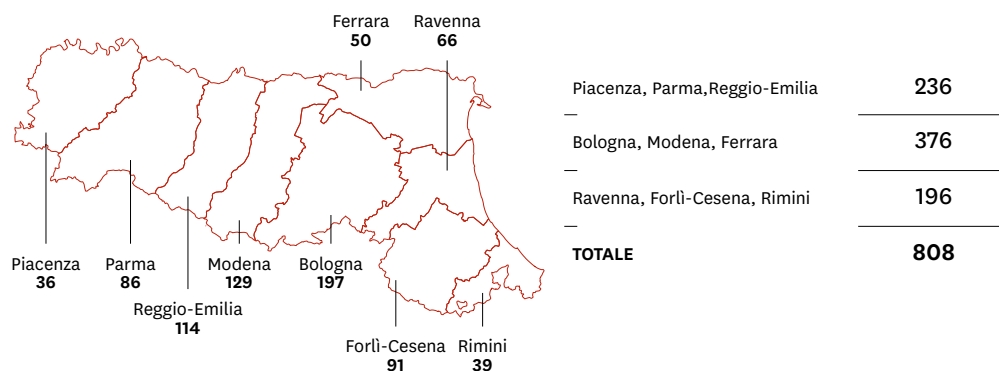 Ferrara
50
Ravenna
66
Piacenza
36
Parma
86
Reggio-Emilia
114
Modena
129
Bologna
197
Forlì-Cesena
91
Rimini
39
Piacenza, Parma,Reggio-Emilia 236
Bologna, Modena, Ferrara 376
Ravenna, Forlì-Cesena, Rimini 196
TOTALE 808